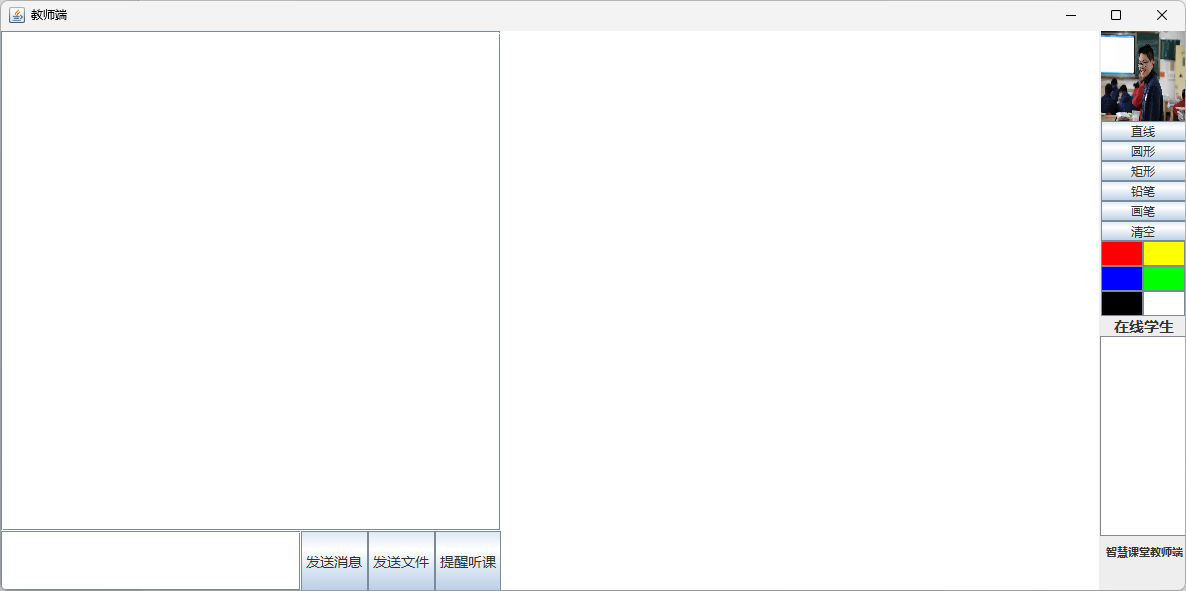 教师端
直线
圆形
矩形
铅笔
画笔
清空
在线学生
发送消息 发送文件 提醒听课
智慧课堂教师端